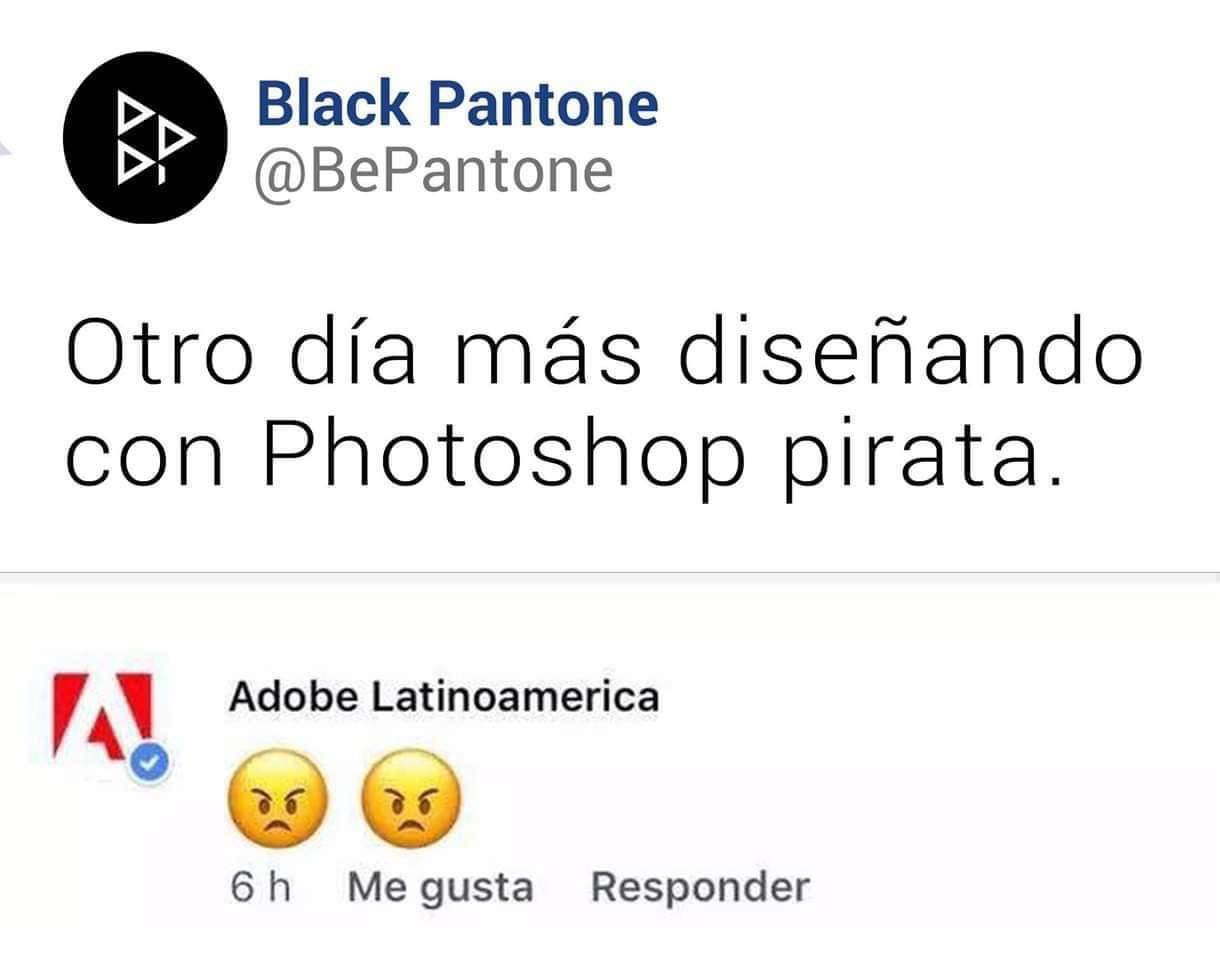 Black Pantone
@BePantone
Otro día más diseñando
con Photoshop pirata.
Adobe Latinoamerica
😠 😠
6 h Me gusta Responder